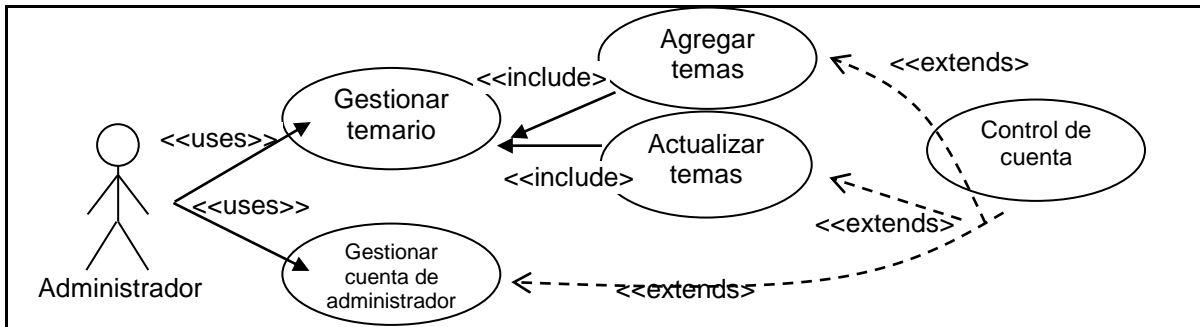 Agregar
temas
<<extends>
<<include>
Gestionar
temario
<<uses>>
Control de
cuenta
Actualizar
temas
<<include>
<<uses>>
<<extends>
Gestionar
cuenta de
administrador
<<extends>
Administrador